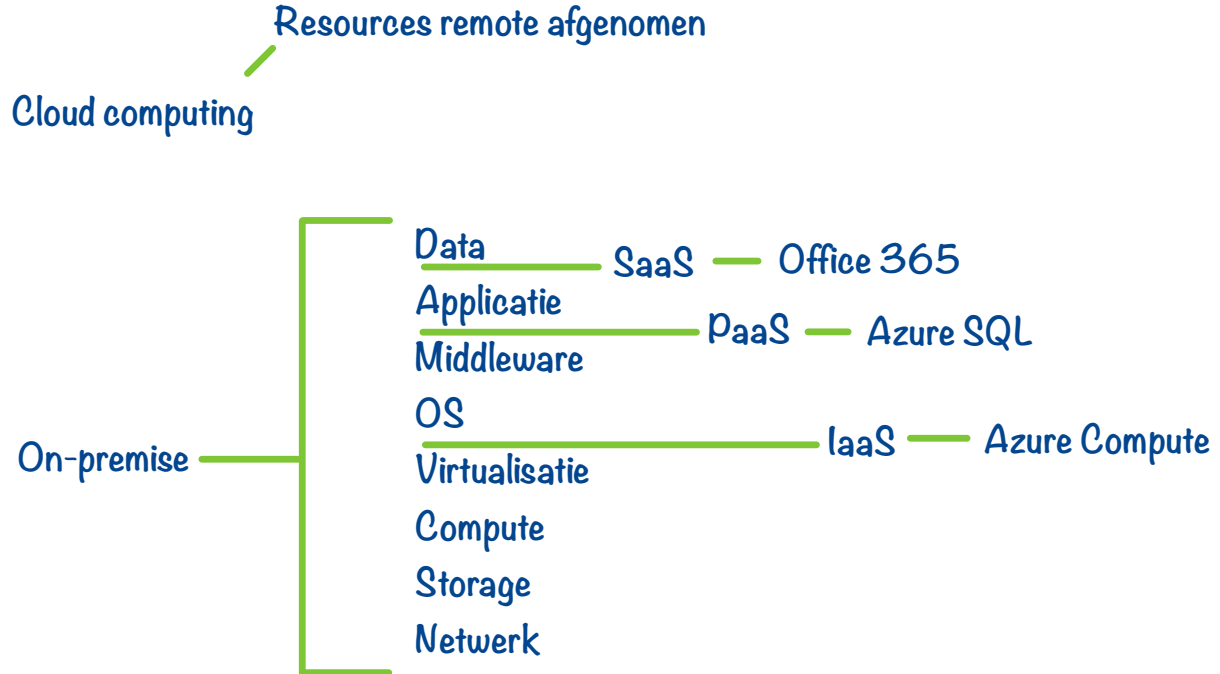 Resources remote afgenomen
Cloud computing
Data
SaaS
Office 365
Applicatie
PaaS
Azure SQL
Middleware
OS
IaaS
Azure Compute
On-premise
Virtualisatie
Compute
Storage
Netwerk